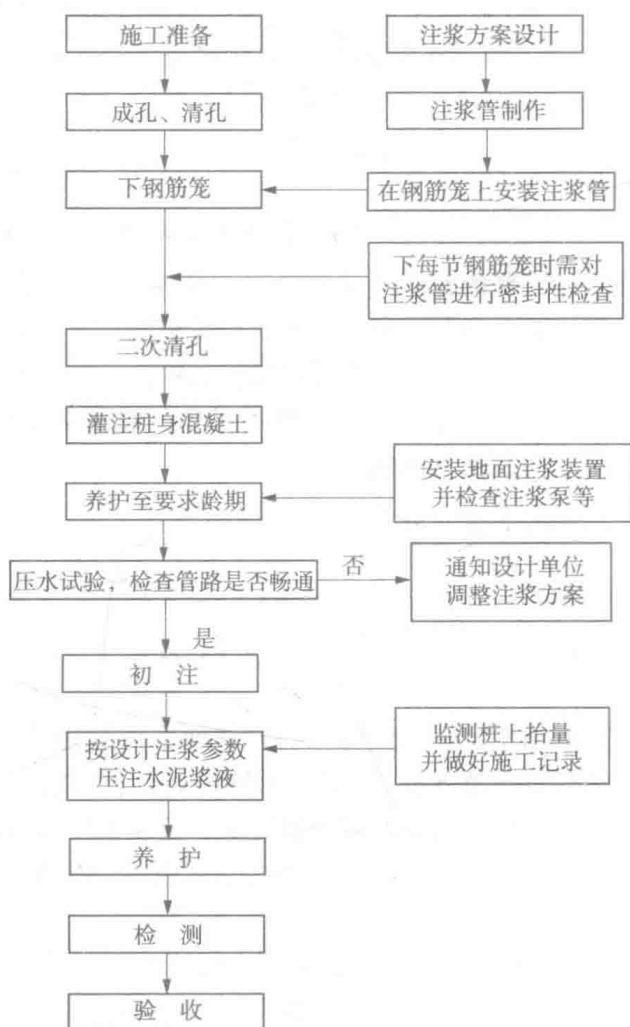 施工准备
注浆方案设计
成孔、清孔
注浆管制作
下钢筋笼
在钢筋笼上安装注浆管
下每节钢筋笼时需对
注浆管进行密封性检查
二次清孔
灌注桩身混凝土
安装地面注浆装置
并检查注浆泵等
养护至要求龄期
压水试验，检查管路是否畅通
否
通知设计单位
调整注浆方案
是
初 注
按设计注浆参数
压注水泥浆液
监测桩上抬量
并做好施工记录
养 护
检 测
验 收